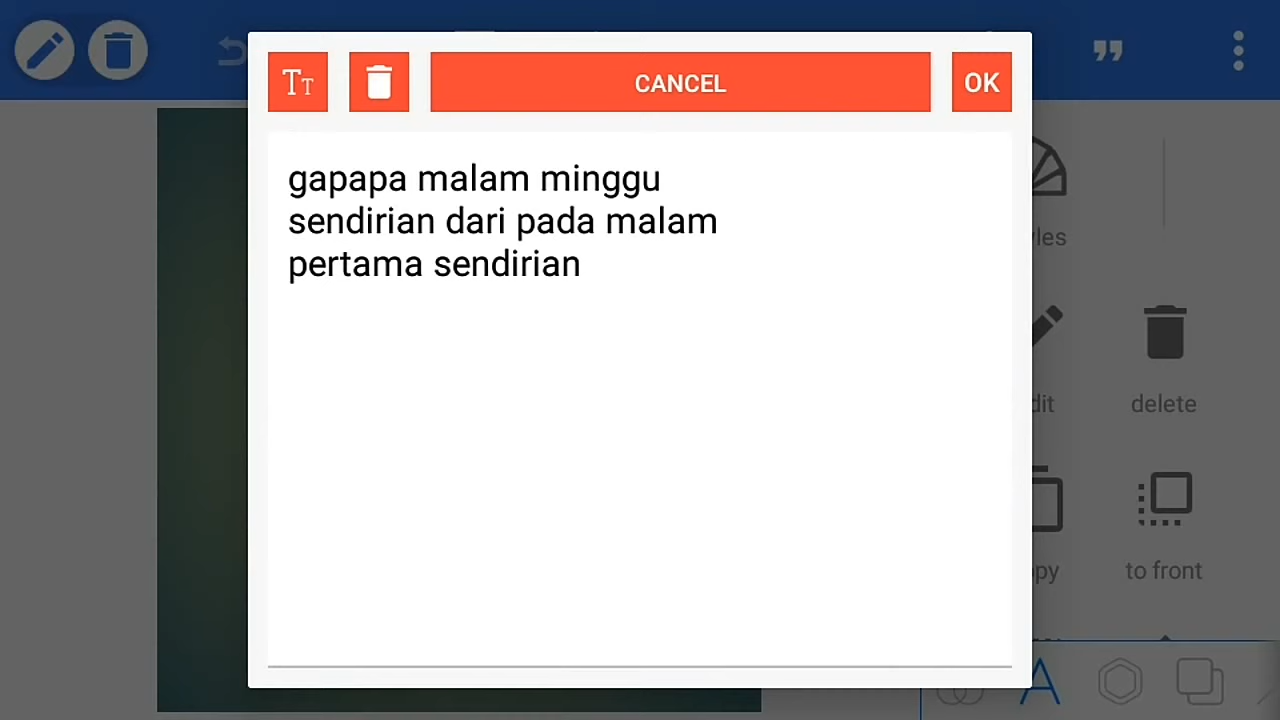 CANCEL
OK
gapapa malam minggu
sendirian dari pada malam
pertama sendirian
delete
to front